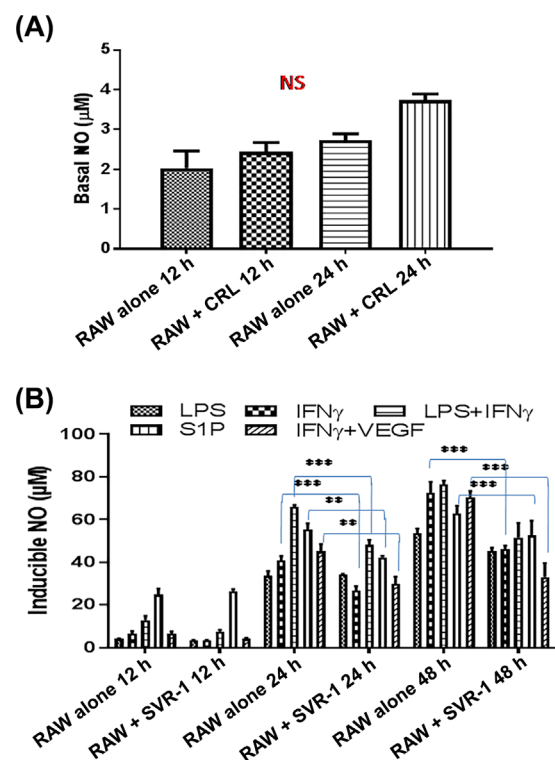 (A)
Basal NO (μM)
5
4
3
2
1
0
NS
RAW alone 12 h
RAW + CRL 12 h
RAW alone 24 h
RAW + CRL 24 h
(B)
LPS IFNγ LPS+IFNγ
S1P IFNγ+VEGF
Inducible NO (μM)
100
80
60
40
20
0
***
***
**
**
***
***
***
RAW alone 12 h
RAW + SVR-1 12 h
RAW alone 24 h
RAW + SVR-1 24 h
RAW alone 48 h
RAW + SVR-1 48 h